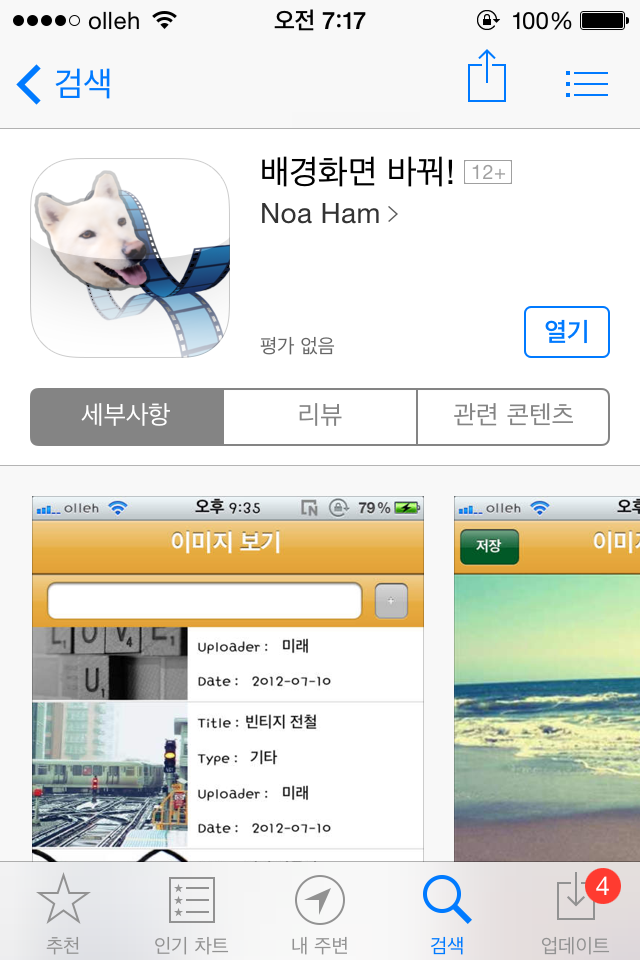 olleh 오전 7:17 100%
검색
배경화면 바꿔! 12+
Noa Ham
평가 없음
열기
세부사항 리뷰 관련 콘텐츠
olleh 오후 9:35 79%
이미지 보기
+
LOVE
U
Uploader : 미래
Date : 2012-07-10
Title : 빈티지 전철
Type : 기타
Uploader : 미래
Date : 2012-07-10
olleh
저장
추천 인기 차트 내 주변 검색 업데이트
4